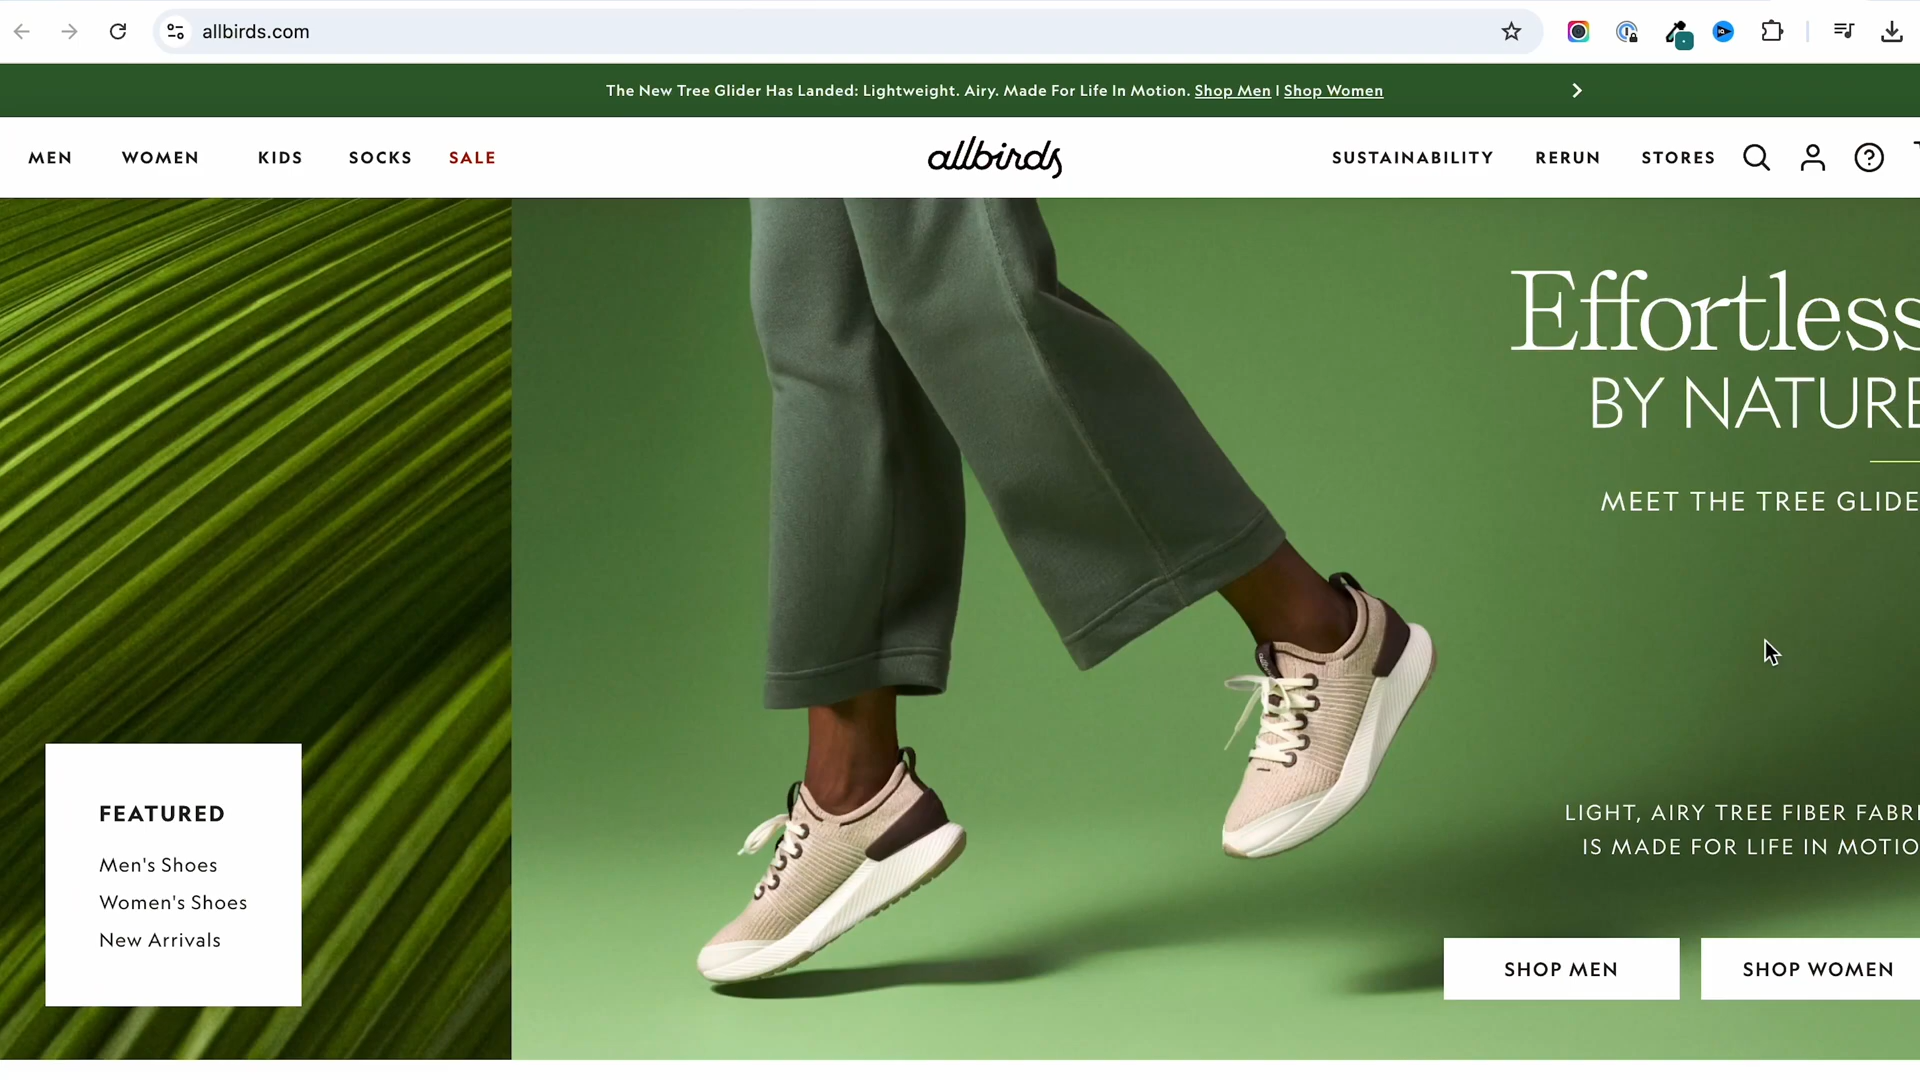 allbirds.com
The New Tree Glider Has Landed: Lightweight. Airy. Made For Life In Motion. Shop Men | Shop Women
MEN WOMEN KIDS SOCKS SALE allbirds SUSTAINABILITY RERUN STORES
Effortless
BY NATURE
MEET THE TREE GLIDE
LIGHT, AIRY TREE FIBER FABRI
IS MADE FOR LIFE IN MOTIO
SHOP MEN SHOP WOMEN
FEATURED
Men's Shoes
Women's Shoes
New Arrivals